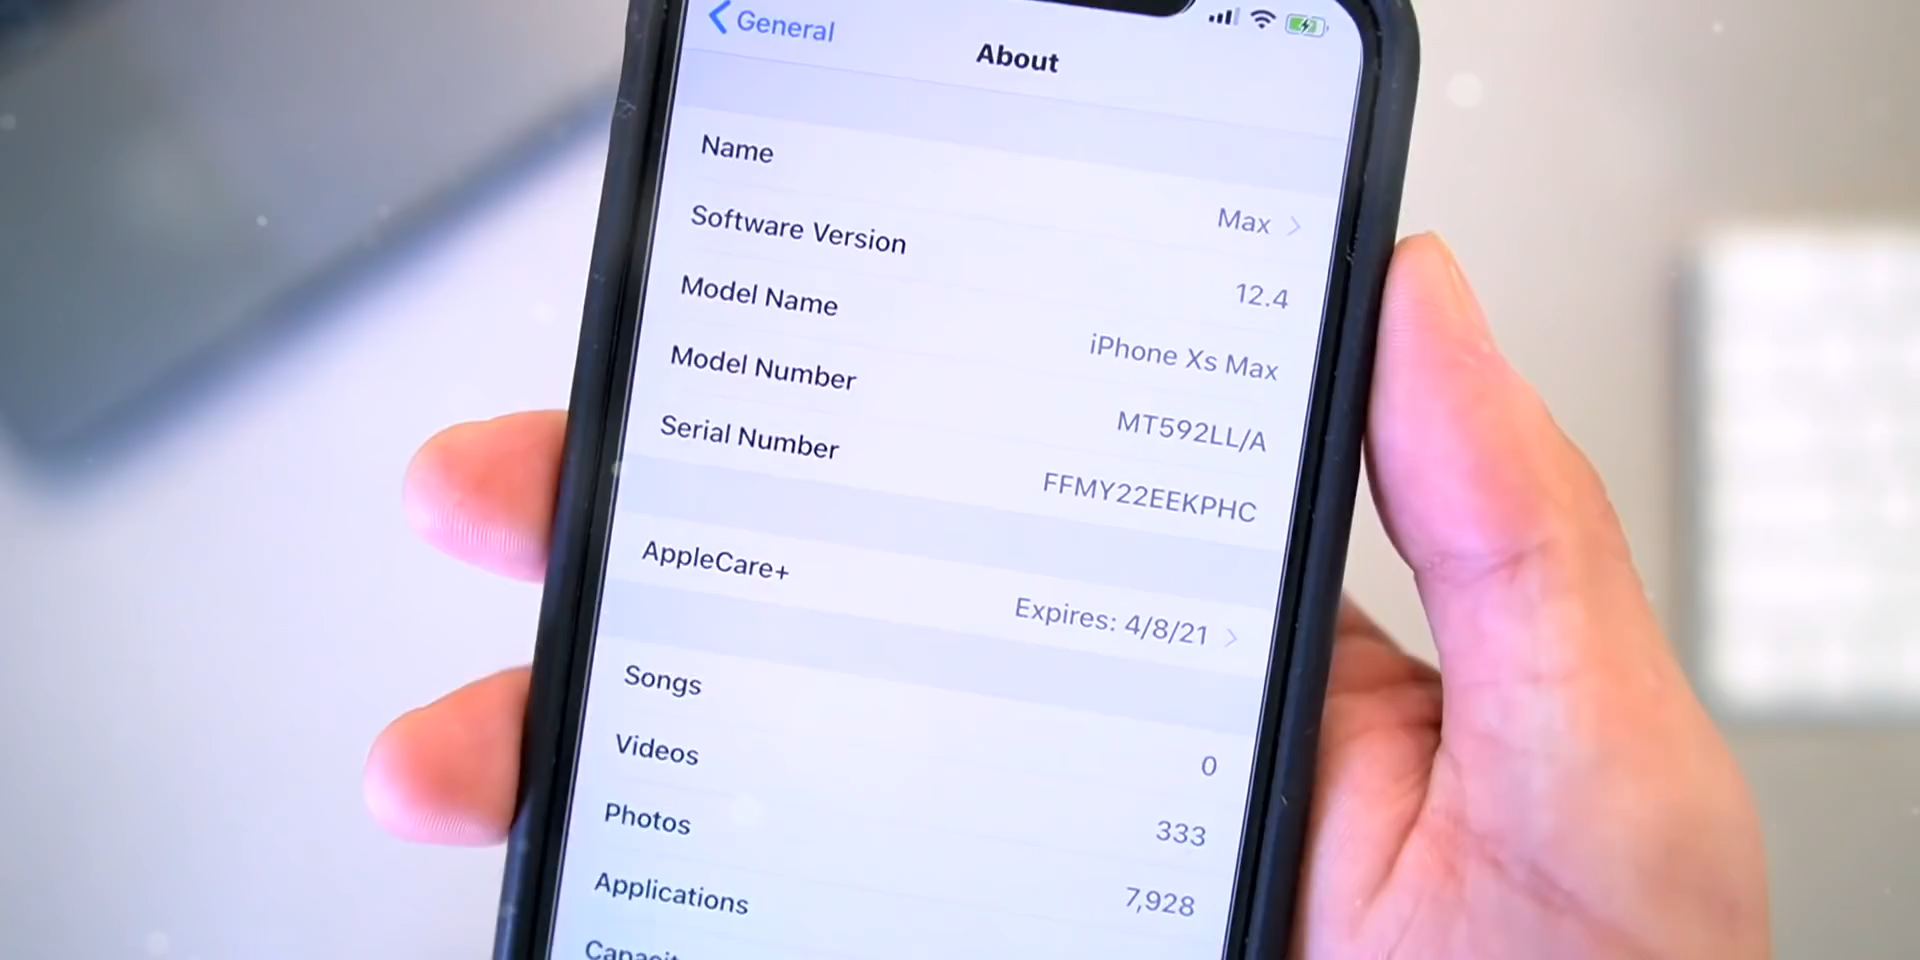 General
About
Name
Max
Software Version
12.4
Model Name
iPhone Xs Max
Model Number
MT592LL/A
Serial Number
FFMY22EEKPHC
AppleCare+
Expires: 4/8/21
Songs
0
Videos
333
Photos
7,928
Applications